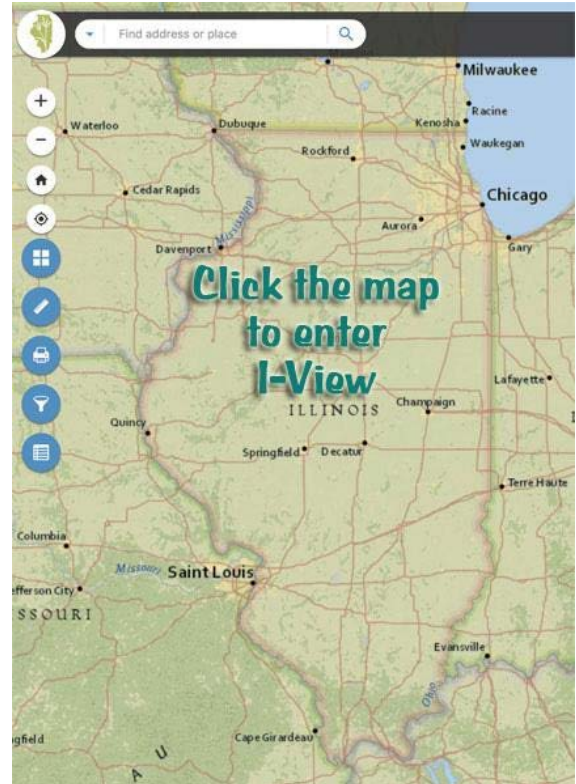 Find address or place
Milwaukee
Racine
Kenosha
Waukegan
Waterloo
Dubuque
Rockford
Cedar Rapids
Chicago
Aurora
Mississippi
Davenport
Gary
Click the map
to enter
I-View
Lafayette
ILLINOIS
Champaign
Quincy
Springfield
Decatur
Terre Haute
Columbia
Missouri
Saint Louis
efferson City
SSOURI
Evansville
Ohio
Cape Girardeau
gfield
A U